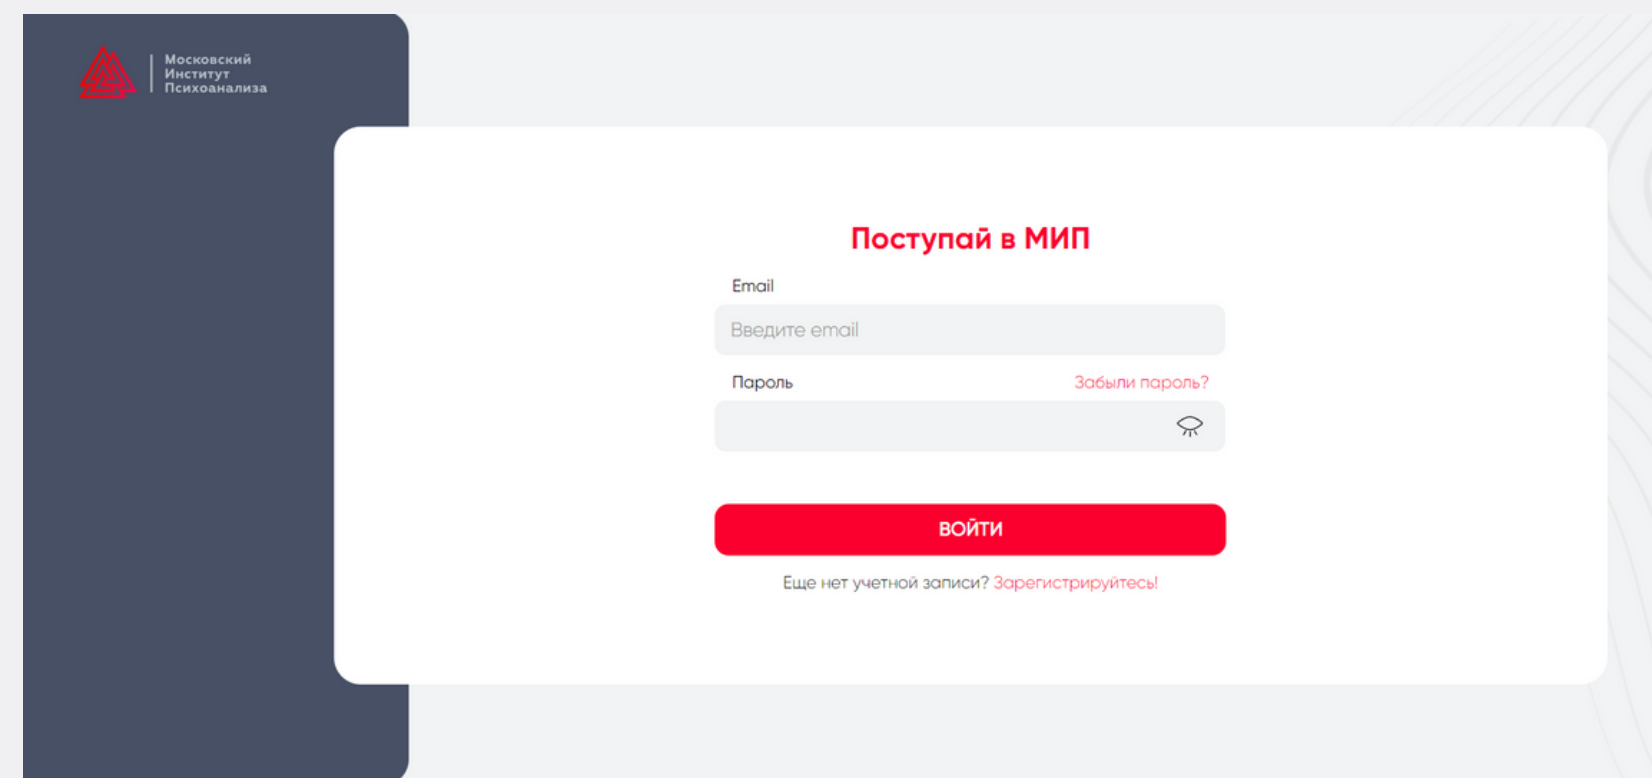 Московский
Институт
Психоанализа
Поступай в МИП
Email
Введите email
Пароль
Забыли пароль?
ВОЙТИ
Еще нет учетной записи? Зарегистрируйтесь!